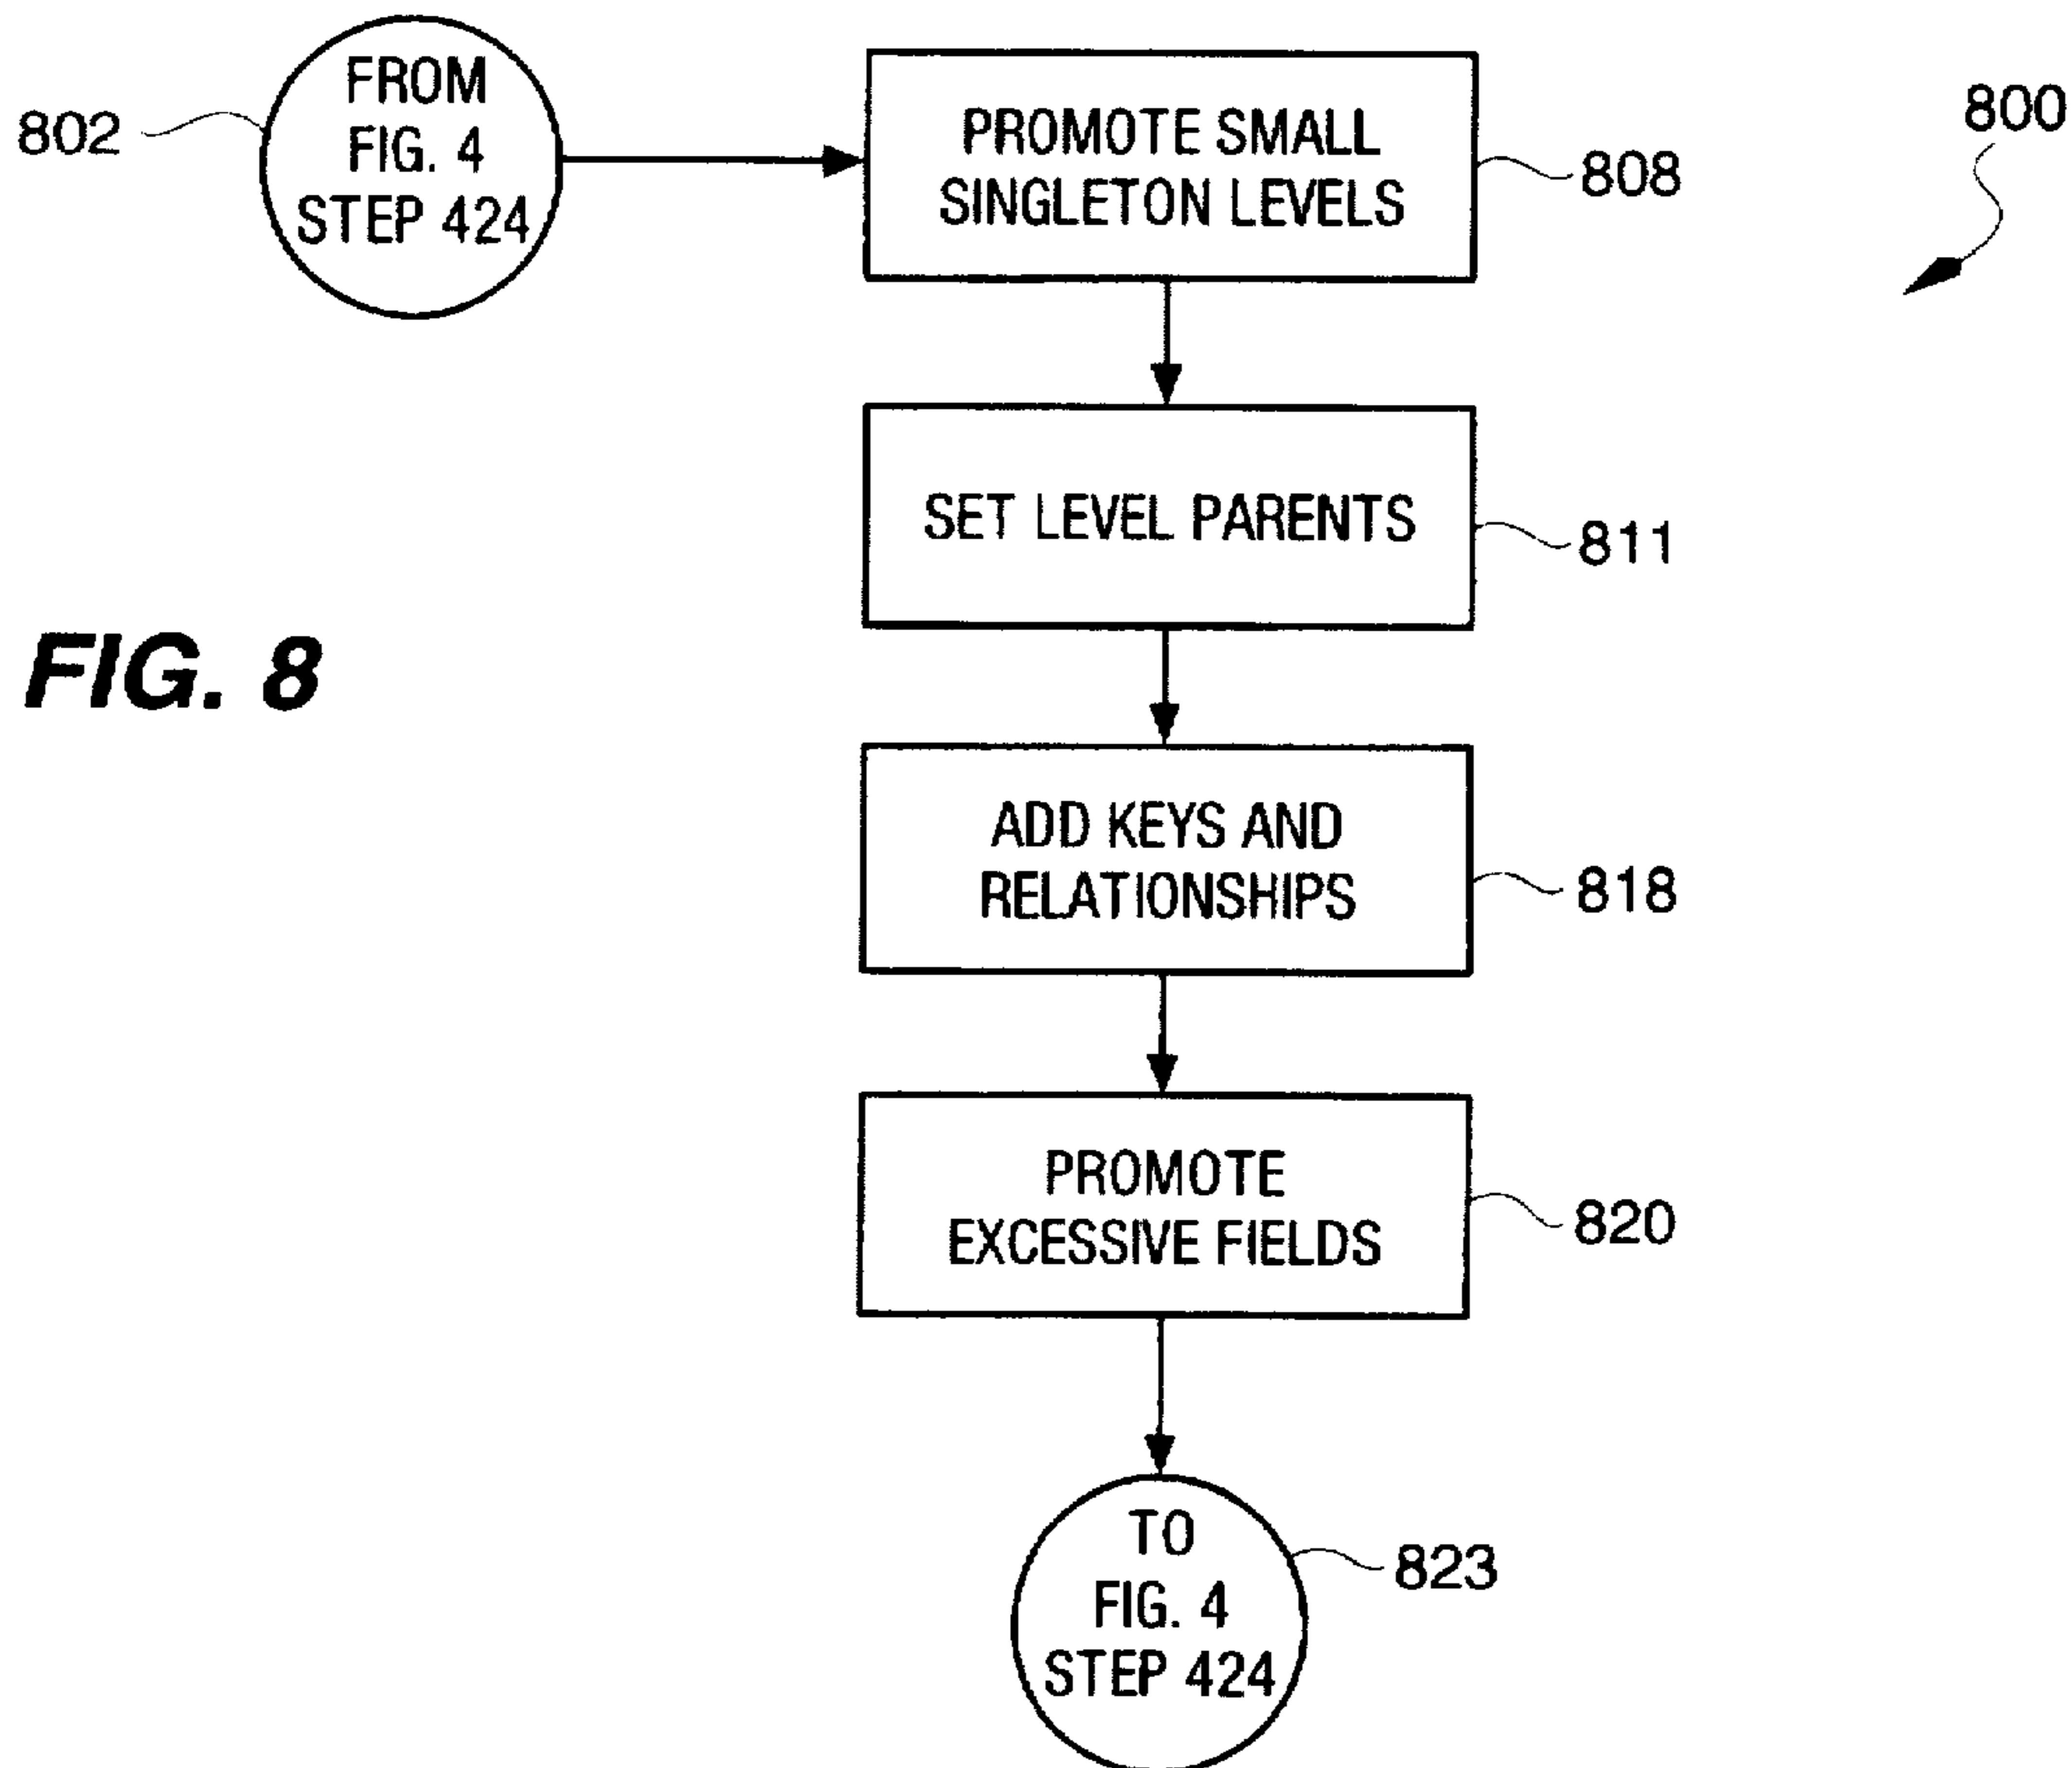 802
FROM
FIG. 4
STEP 424
PROMOTE SMALL
SINGLETON LEVELS
808
800
SET LEVEL PARENTS
811
FIG. 8
ADD KEYS AND
RELATIONSHIPS
818
PROMOTE
EXCESSIVE FIELDS
820
TO
FIG. 4
STEP 424
823